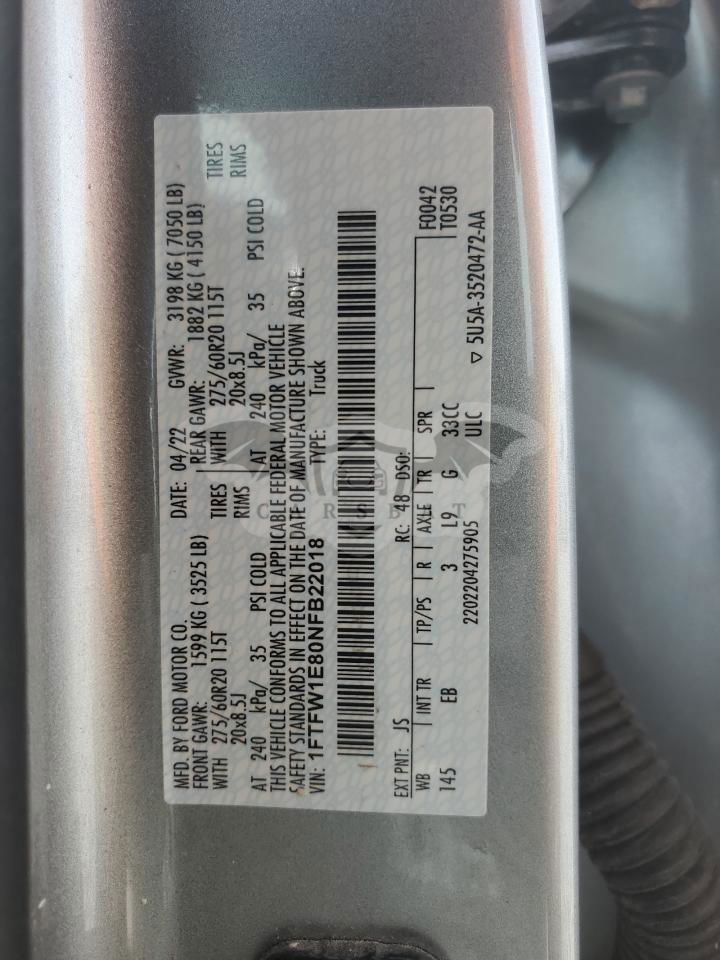 MFD. BY FORD MOTOR CO. DATE: 04/22 GVWR: 3198 KG ( 7050 LB)
FRONT GAWR: 1599 KG ( 3525 LB) REAR GAWR: 1882 KG ( 4150 LB)
WITH 275/60R20 115T TIRES WITH 275/60R20 115T TIRES
20x8.5J RIMS 20x8.5J RIMS
AT 240 kPa/ 35 PSI COLD AT 240 kPa/ 35 PSI COLD
THIS VEHICLE CONFORMS TO ALL APPLICABLE FEDERAL MOTOR VEHICLE
SAFETY STANDARDS IN EFFECT ON THE DATE OF MANUFACTURE SHOWN ABOVE.
VIN: 1FTFW1E80NFB22018 TYPE: Truck
F0042
T0530
EXT PNT: JS RC: 48 DSO:
WB INT TR TP/PS R AXLE TR SPR
145 EB 3 L9 G 33CC
2202204275905 ULC
▽ 5U5A-3520472-AA
C RSB T